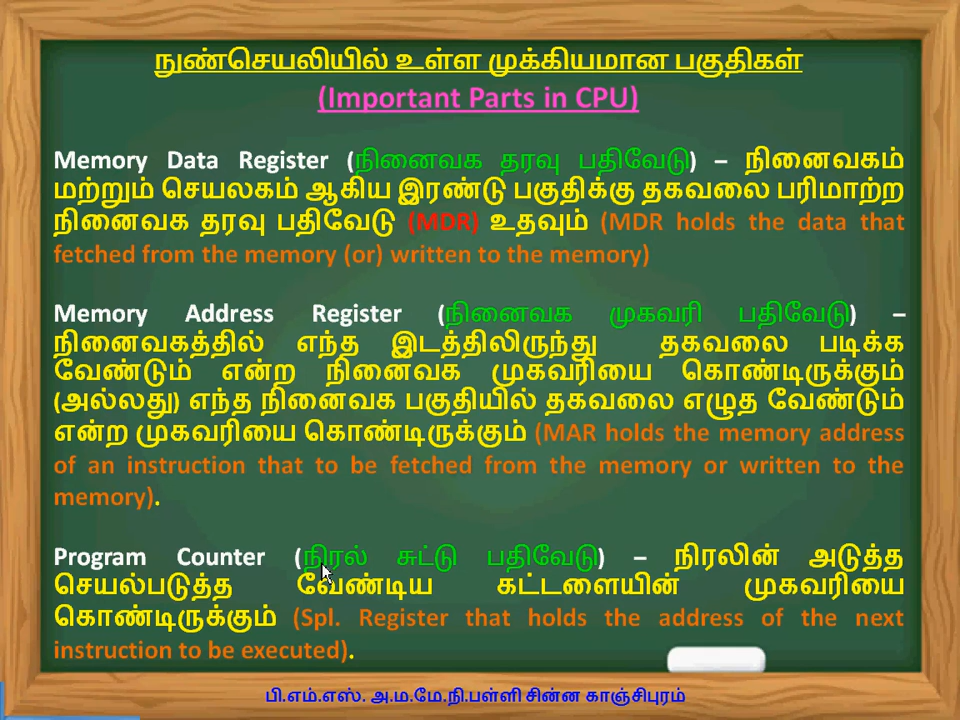 நுண்செயலியில் உள்ள முக்கியமான பகுதிகள்
(Important Parts in CPU)
Memory Data Register (நினைவக தரவு பதிவேடு) – நினைவகம்
மற்றும் செயலகம் ஆகிய இரண்டு பகுதிக்கு தகவலை பரிமாற்ற
நினைவக தரவு பதிவேடு (MDR) உதவும் (MDR holds the data that
fetched from the memory (or) written to the memory)
Memory Address Register (நினைவக முகவரி பதிவேடு) –
நினைவகத்தில் எந்த இடத்திலிருந்து தகவலை படிக்க
வேண்டும் என்ற நினைவக முகவரியை கொண்டிருக்கும்
(அல்லது) எந்த நினைவக பகுதியில் தகவலை எழுத வேண்டும்
என்ற முகவரியை கொண்டிருக்கும் (MAR holds the memory address
of an instruction that to be fetched from the memory or written to the
memory).
Program Counter (நிரல் சுட்டு பதிவேடு) – நிரலின் அடுத்த
செயல்படுத்த வேண்டிய கட்டளையின் முகவரியை
கொண்டிருக்கும் (Spl. Register that holds the address of the next
instruction to be executed).
பி.எம்.எஸ். அ.ம.மே.நி.பள்ளி சின்ன காஞ்சிபுரம்